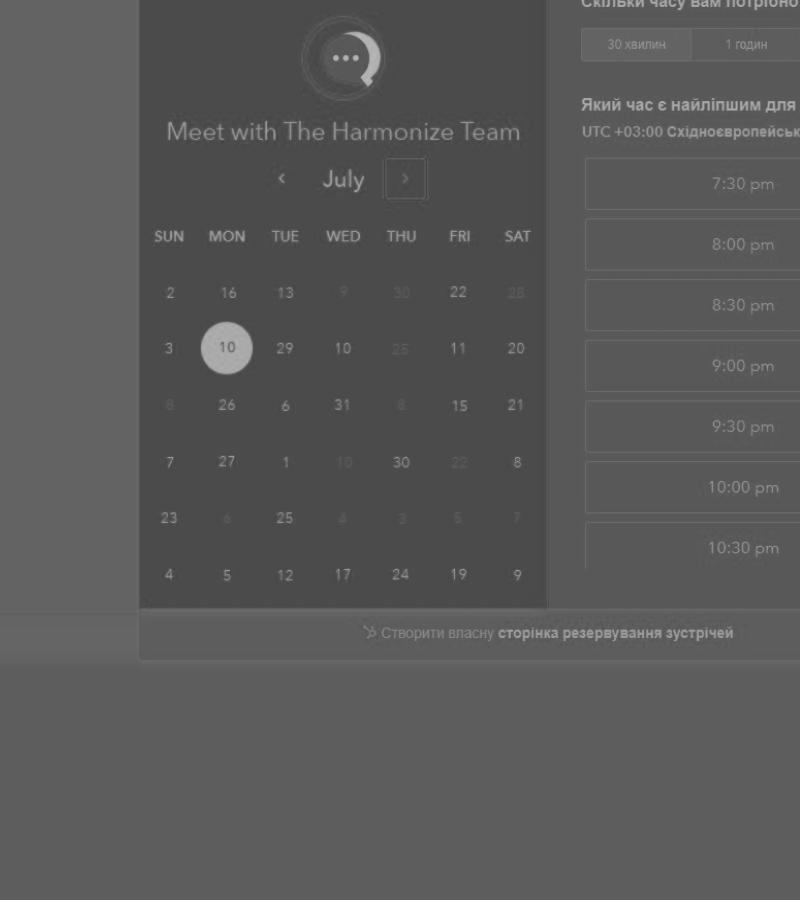 Скільки часу вам потрібно
30 хвилин 1 годин
Meet with The Harmonize Team
July
SUN MON TUE WED THU FRI SAT
2 16 13 9 30 22 28
3 10 29 10 25 11 20
8 26 6 31 8 15 21
7 27 1 10 30 22 8
23 6 25 4 3 5 7
4 5 12 17 24 19 9
Який час є найліпшим для
UTC +03:00
7:30 pm
8:00 pm
8:30 pm
9:00 pm
9:30 pm
10:00 pm
10:30 pm
Створити власну сторінка резервування зустрічей